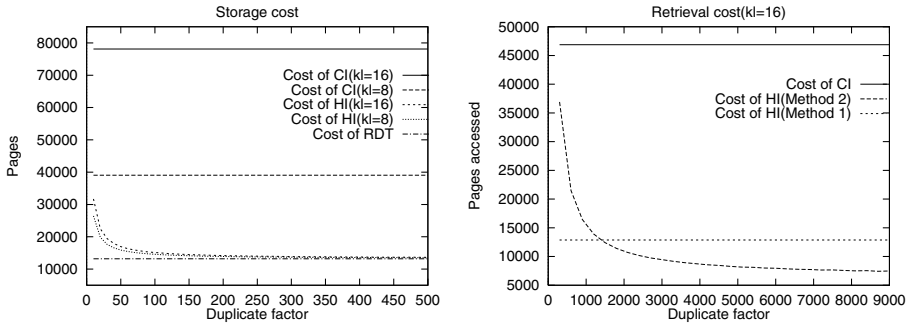 Storage cost
80000
70000
60000
50000
40000
30000
20000
10000
Pages
Cost of CI(kl=16)
Cost of CI(kl=8)
Cost of HI(kl=16)
Cost of HI(kl=8)
Cost of RDT
0 50 100 150 200 250 300 350 400 450 500
Duplicate factor
Retrieval cost(kl=16)
50000
45000
40000
35000
30000
25000
20000
15000
10000
5000
Pages accessed
Cost of CI
Cost of HI(Method 2)
Cost of HI(Method 1)
0 1000 2000 3000 4000 5000 6000 7000 8000 9000
Duplicate factor